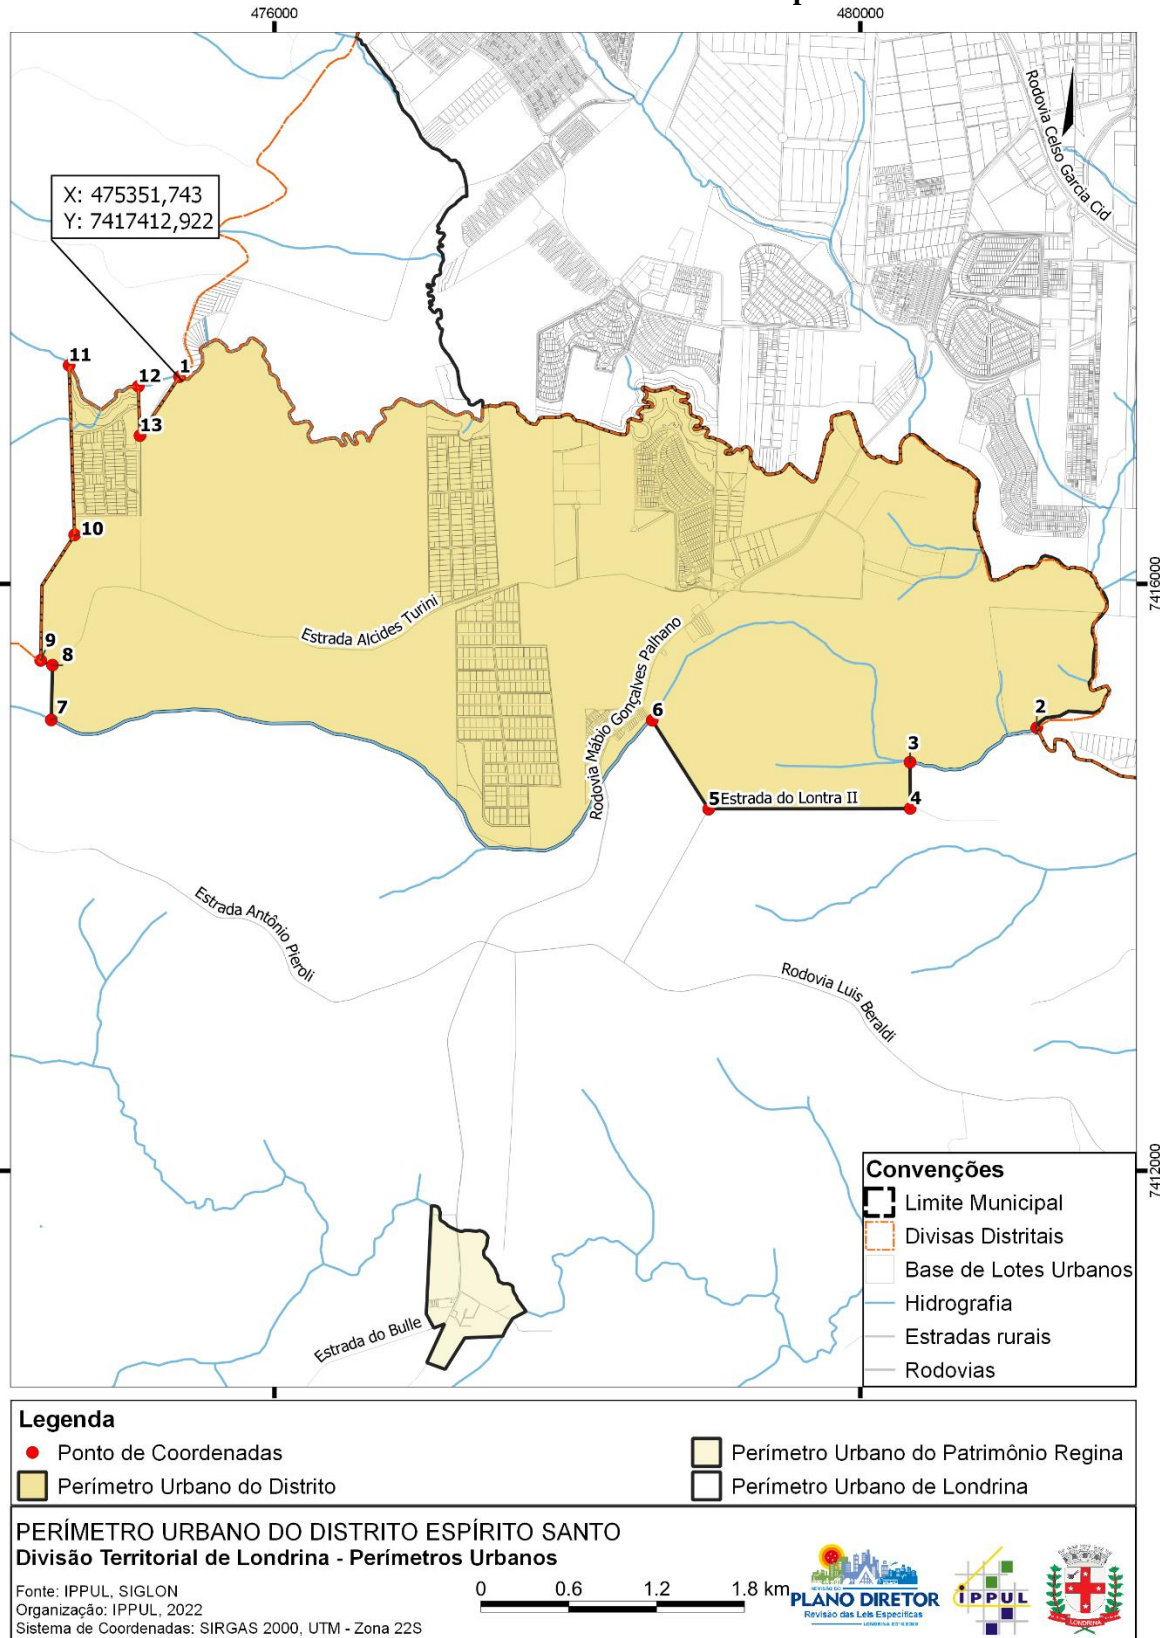 476000
480000
Rodovia Celso Garcia Cid
X: 475351,743
Y: 7417412,922
11
12
1
13
10
7416000
Estrada Alcides Turini
9
8
7
Rodovia Mábio Gonçalves Palhano
6
2
3
5
Estrada do Lontra II
4
Estrada Antônio Pieroli
Rodovia Luis Beraldi
7412000
Estrada do Bulle
Convenções
Limite Municipal
Divisas Distritais
Base de Lotes Urbanos
Hidrografia
Estradas rurais
Rodovias
Legenda
Ponto de Coordenadas
Perímetro Urbano do Distrito
Perímetro Urbano do Patrimônio Regina
Perímetro Urbano de Londrina
PERÍMETRO URBANO DO DISTRITO ESPÍRITO SANTO
Divisão Territorial de Londrina - Perímetros Urbanos
Fonte: IPPUL, SIGLON
Organização: IPPUL, 2022
Sistema de Coordenadas: SIRGAS 2000, UTM - Zona 22S
0 0.6 1.2 1.8 km
PLANO DIRETOR
Revisão das Leis Específicas
IPPUL
LONDRINA